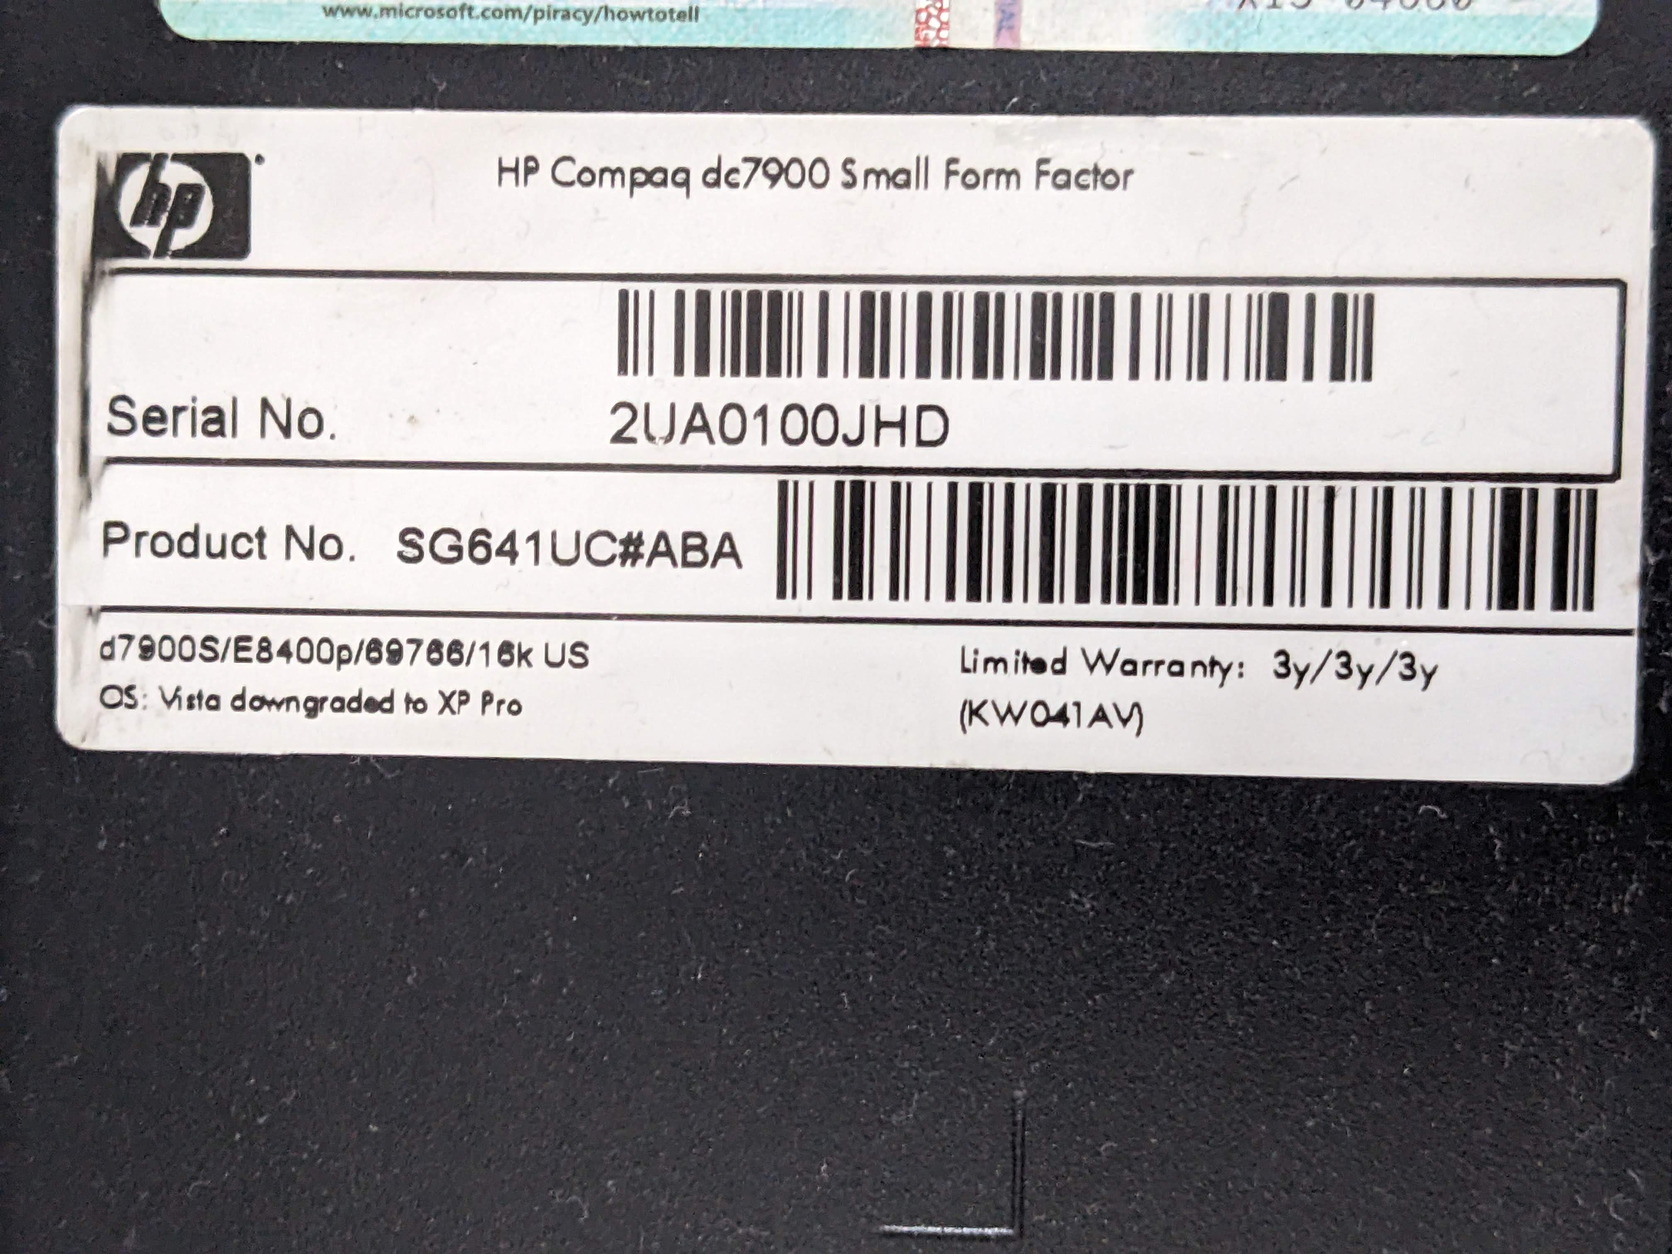 www.microsoft.com/piracy/howtotell
hp
HP Compaq dc7900 Small Form Factor
Serial No. 2UA0100JHD
Product No. SG641UC#ABA
d7900S/E8400p/69766/16k US
OS: Vista downgraded to XP Pro
Limited Warranty: 3y/3y/3y
(KW041AV)